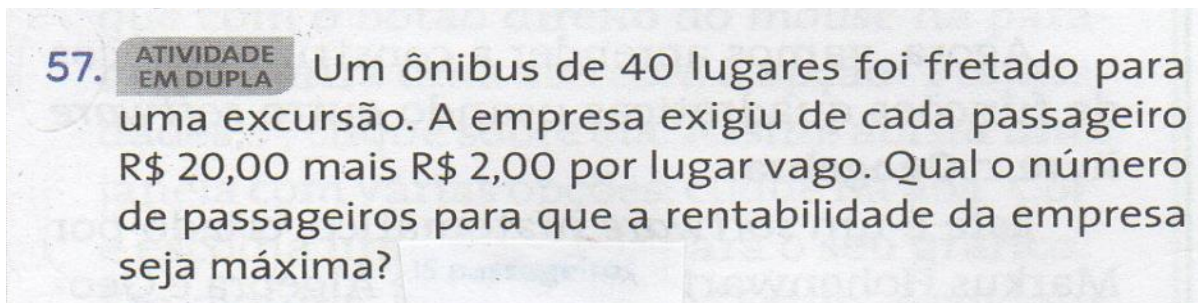 57. ATIVIDADE EM DUPLA Um ônibus de 40 lugares foi fretado para
uma excursão. A empresa exigiu de cada passageiro
R$ 20,00 mais R$ 2,00 por lugar vago. Qual o número
de passageiros para que a rentabilidade da empresa
seja máxima?